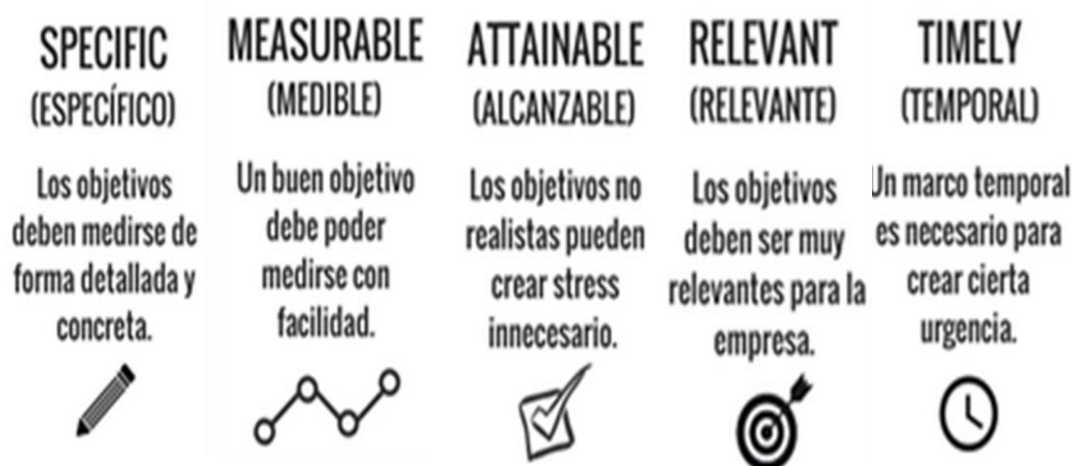 SPECIFIC
(ESPECÍFICO)
Los objetivos
deben medirse de
forma detallada y
concreta.
MEASURABLE
(MEDIBLE)
Un buen objetivo
debe poder
medirse con
facilidad.
ATTAINABLE
(ALCANZABLE)
Los objetivos no
realistas pueden
crear stress
innecesario.
RELEVANT
(RELEVANTE)
Los objetivos
deben ser muy
relevantes para la
empresa.
TIMELY
(TEMPORAL)
Un marco temporal
es necesario para
crear cierta
urgencia.